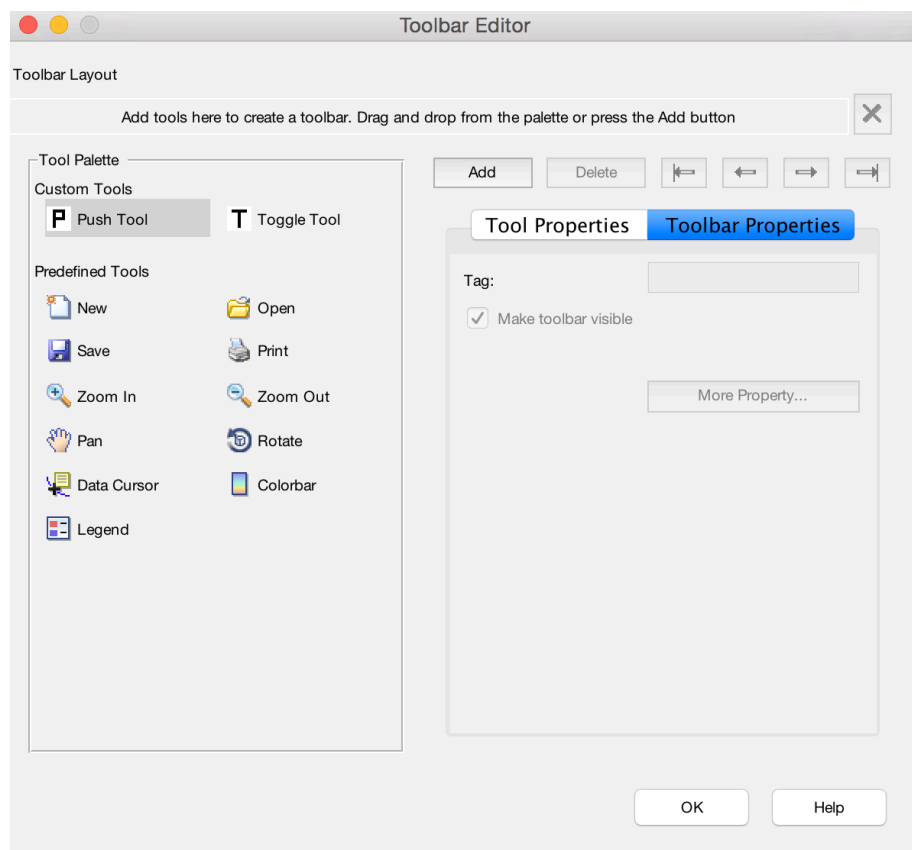 Toolbar Editor
Toolbar Layout
Add tools here to create a toolbar. Drag and drop from the palette or press the Add button
Tool Palette
Custom Tools
P Push Tool
T Toggle Tool
Predefined Tools
New
Open
Save
Print
Zoom In
Zoom Out
Pan
Rotate
Data Cursor
Colorbar
Legend
Add
Delete
Tool Properties
Toolbar Properties
Tag:
Make toolbar visible
More Property...
OK
Help